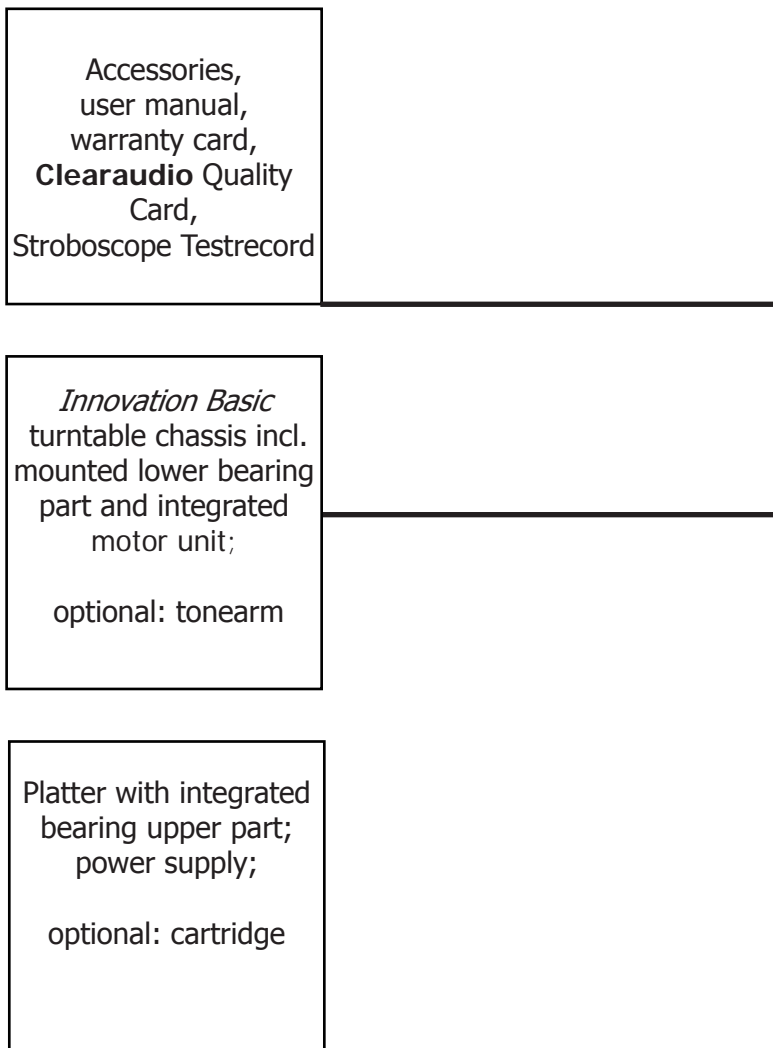 Accessories,
user manual,
warranty card,
Clearaudio Quality
Card,
Stroboscope Testrecord
Innovation Basic
turntable chassis incl.
mounted lower bearing
part and integrated
motor unit;
optional: tonearm
Platter with integrated
bearing upper part;
power supply;
optional: cartridge